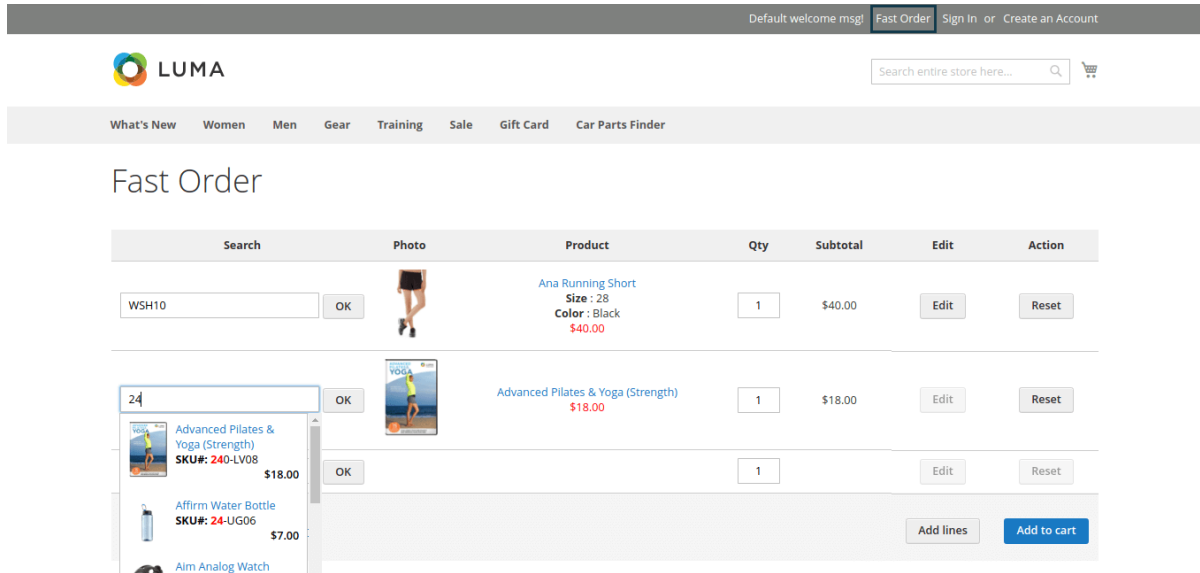 Default welcome msg! Fast Order Sign In or Create an Account
LUMA
Search entire store here...
What's New Women Men Gear Training Sale Gift Card Car Parts Finder
Fast Order
Search Photo Product Qty Subtotal Edit Action
Ana Running Short
Size : 28
WSH10 OK 1 $40.00 Edit Reset
Color : Black
$40.00
YOGA
Advanced Pilates & Yoga (Strength)
24 OK 1 $18.00 Edit Reset
$18.00
Advanced Pilates &
Yoga (Strength)
SKU#: 240-LV08
$18.00
OK 1 Edit Reset
Affirm Water Bottle
SKU#: 24-UG06
$7.00
Add lines Add to cart
Aim Analog Watch